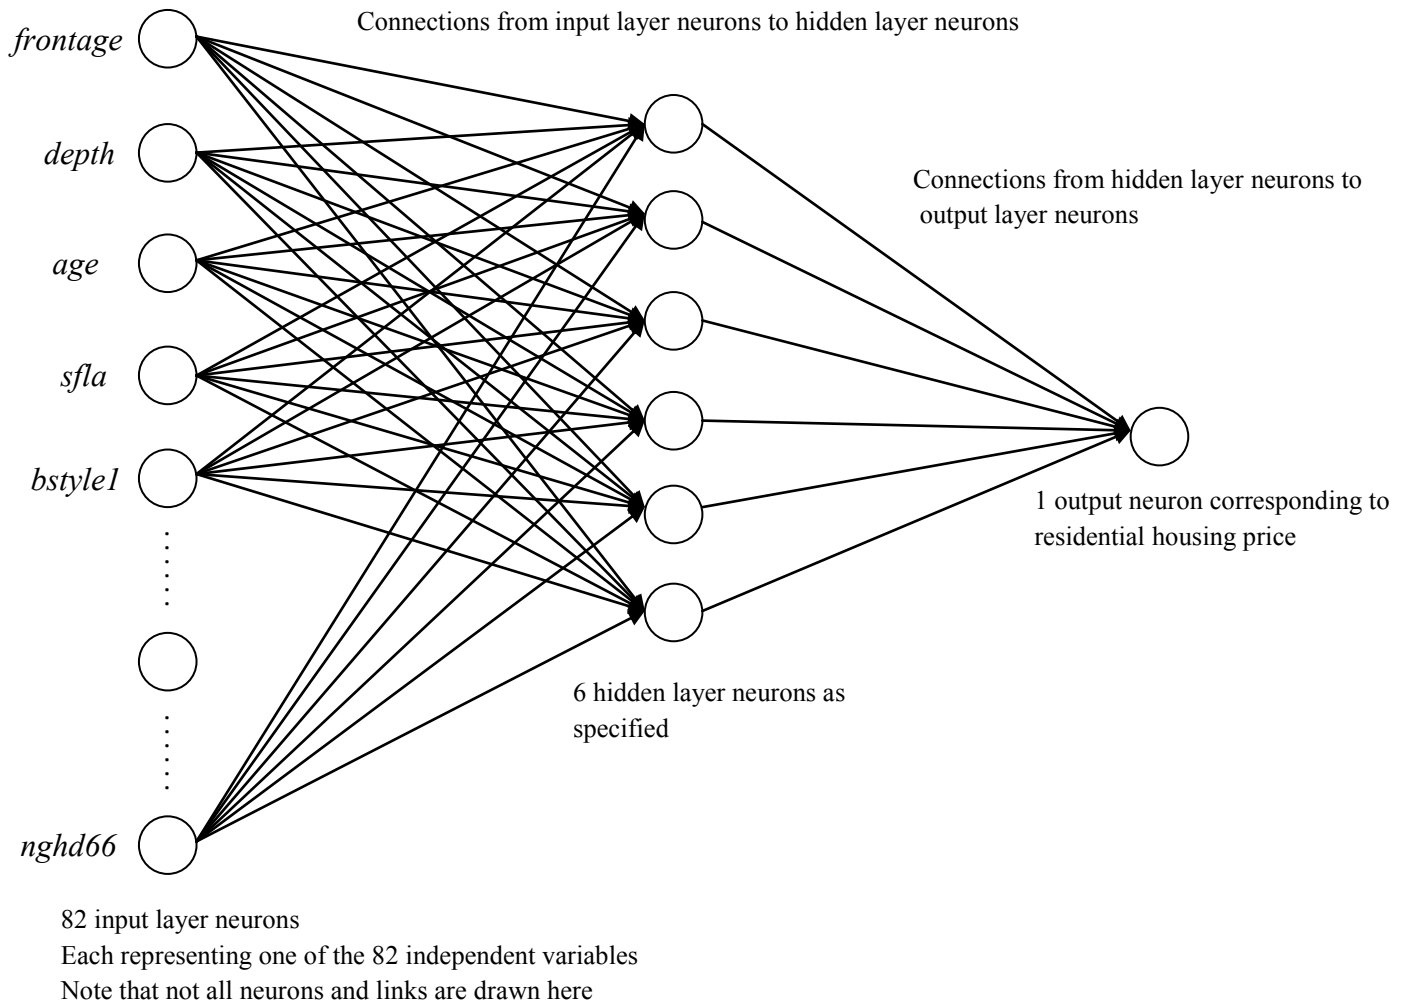 Connections from input layer neurons to hidden layer neurons
frontage
depth
age
sfla
bstyle1
nghd66
Connections from hidden layer neurons to
output layer neurons
1 output neuron corresponding to
residential housing price
6 hidden layer neurons as
specified
82 input layer neurons
Each representing one of the 82 independent variables
Note that not all neurons and links are drawn here